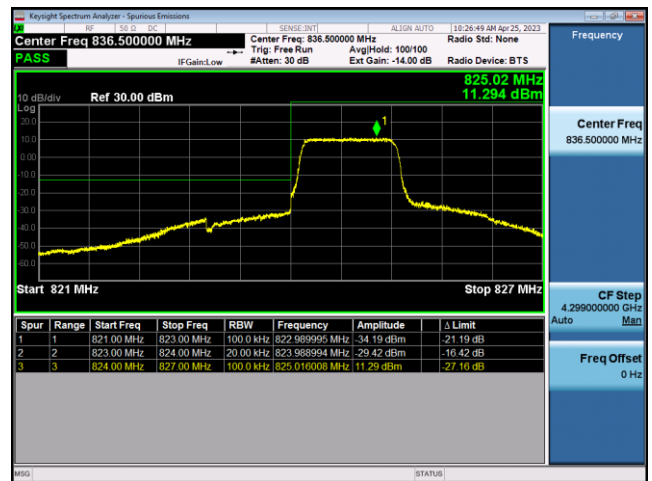 Keysight Spectrum Analyzer - Spurious Emissions
RF 50 Ω DC SENSE:INT ALIGN AUTO 10:26:49 AM Apr 25, 2023
Center Freq 836.500000 MHz Center Freq: 836.500000 MHz Radio Std: None
Trig: Free Run Avg|Hold: 100/100
PASS IFGain:Low #Atten: 30 dB Ext Gain: -14.00 dB Radio Device: BTS
825.02 MHz
11.294 dBm
10 dB/div Ref 30.00 dBm
Log
20.0
10.0
0.00
-10.0
-20.0
-30.0
-40.0
-50.0
-60.0
1
Start 821 MHz Stop 827 MHz
Spur Range Start Freq Stop Freq RBW Frequency Amplitude Δ Limit
1 1 821.00 MHz 823.00 MHz 100.0 kHz 822.989995 MHz -34.19 dBm -21.19 dB
2 2 823.00 MHz 824.00 MHz 20.00 kHz 823.988994 MHz -29.42 dBm -16.42 dB
3 3 824.00 MHz 827.00 MHz 100.0 kHz 825.016008 MHz 11.29 dBm -27.16 dB
MSG STATUS
Frequency
Center Freq
836.500000 MHz
CF Step
4.299000000 GHz
Auto Man
Freq Offset
0 Hz